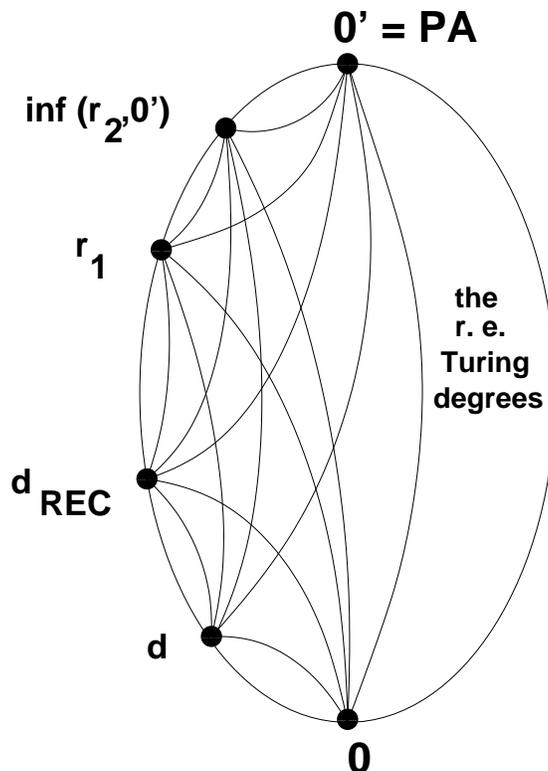 0' = PA
inf (r2,0')
r1
the
r. e.
Turing
degrees
d REC
d
0